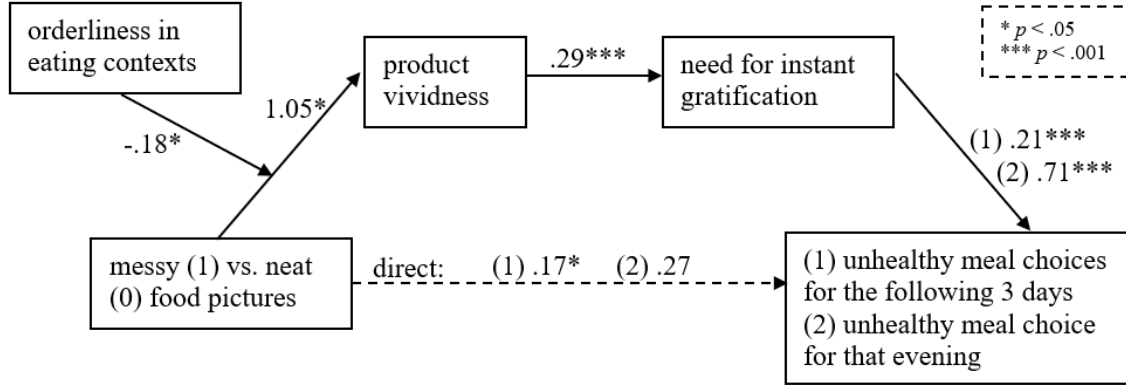 orderliness in
eating contexts
* p < .05
*** p < .001
product
vividness
.29***
need for instant
gratification
1.05*
-.18*
(1) .21***
(2) .71***
messy (1) vs. neat
(0) food pictures
direct: (1) .17* (2) .27
(1) unhealthy meal choices
for the following 3 days
(2) unhealthy meal choice
for that evening